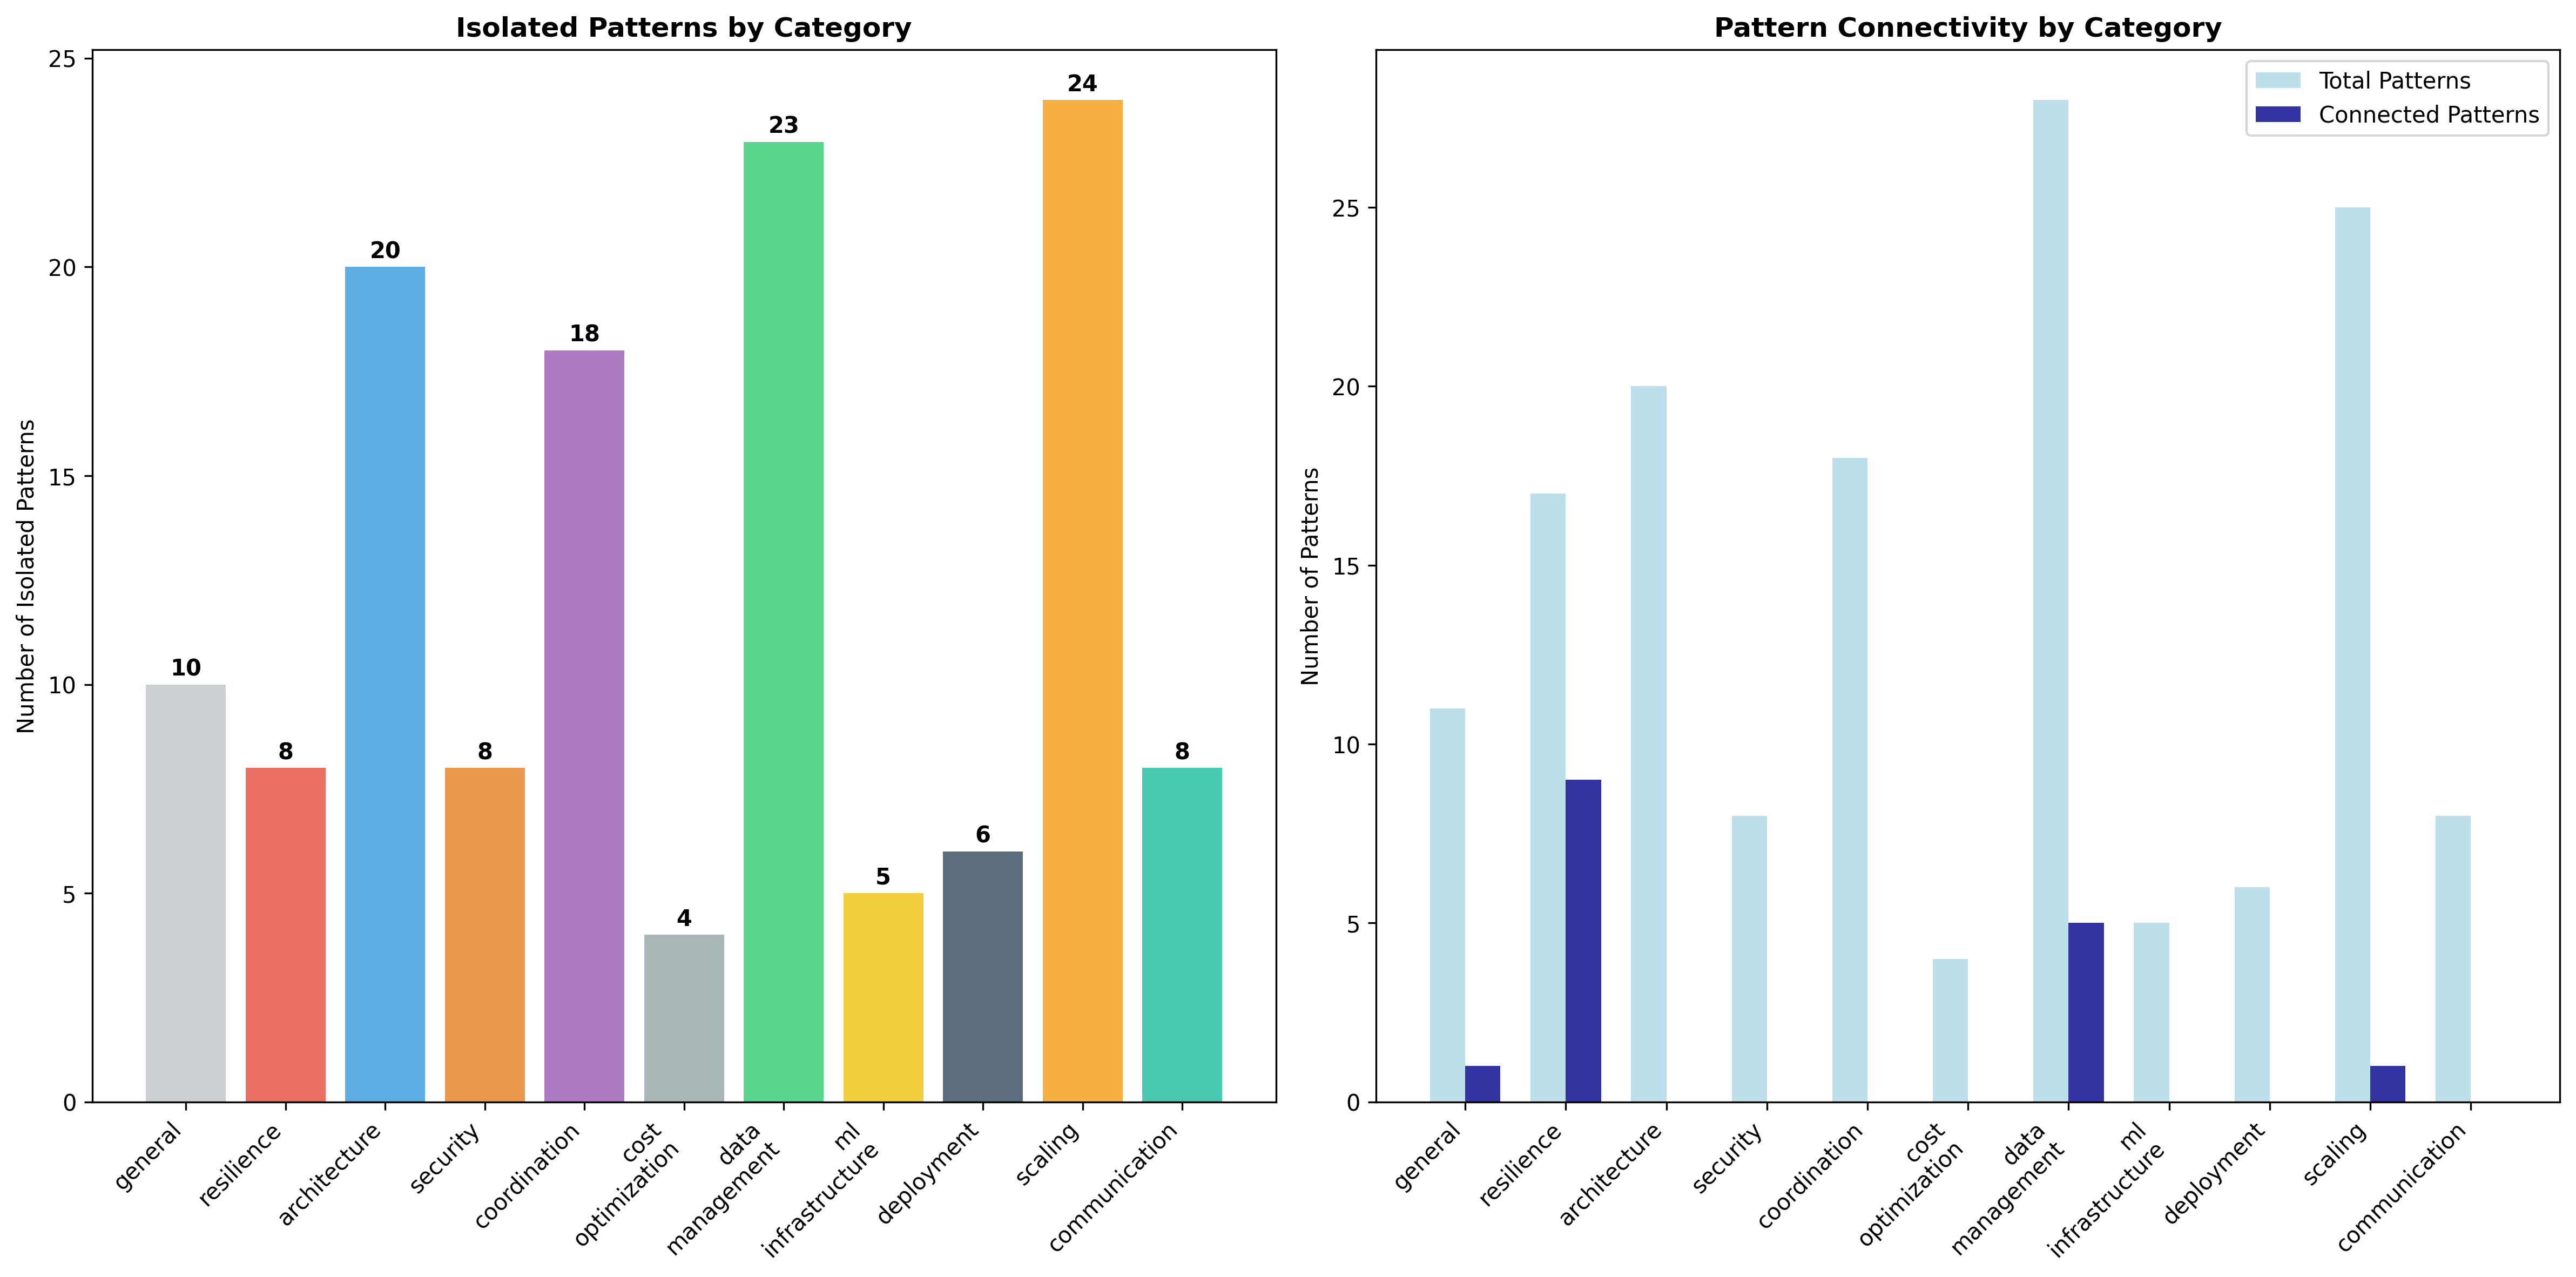 Isolated Patterns by Category
Number of Isolated Patterns
25
20
15
10
5
0
10
8
20
8
18
4
23
5
6
24
8
general
resilience
architecture
security
coordination
cost
optimization
data
management
ml
infrastructure
deployment
scaling
communication
Pattern Connectivity by Category
Total Patterns
Connected Patterns
Number of Patterns
25
20
15
10
5
0
general
resilience
architecture
security
coordination
cost
optimization
data
management
ml
infrastructure
deployment
scaling
communication